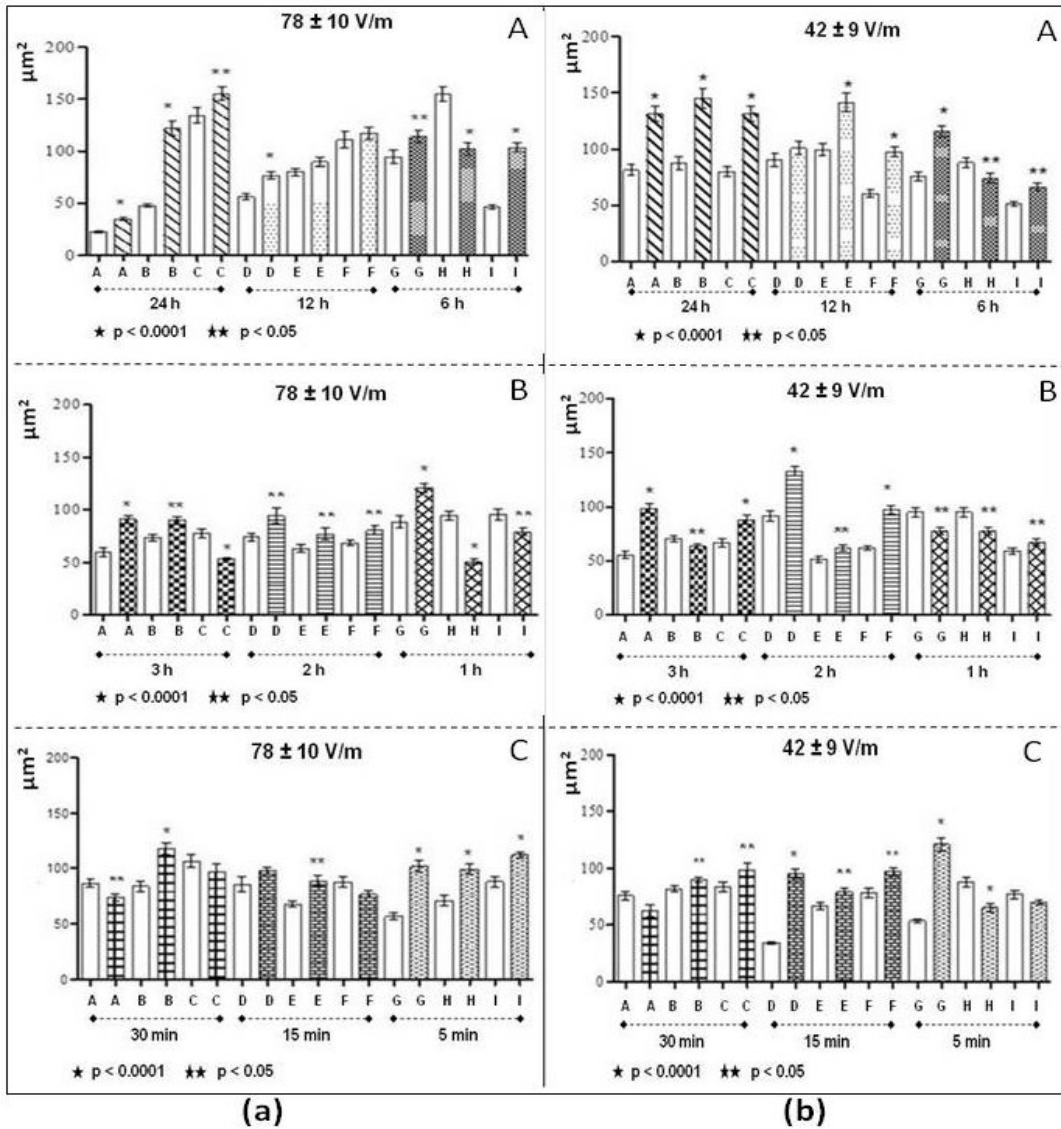 78 ± 10 V/m A
µm²
200
150
100
50
0
A A B B C C D D E E F F G G H H I I
24 h 12 h 6 h
★ p < 0.0001 ★★ p < 0.05
42 ± 9 V/m A
µm²
200
150
100
50
0
A A B B C C D D E E F F G G H H I I
24 h 12 h 6 h
★ p < 0.0001 ★★ p < 0.05
78 ± 10 V/m B
µm²
200
150
100
50
0
A A B B C C D D E E F F G G H H I I
3 h 2 h 1 h
★ p < 0.0001 ★★ p < 0.05
42 ± 9 V/m B
µm²
200
150
100
50
0
A A B B C C D D E E F F G G H H I I
3 h 2 h 1 h
★ p < 0.0001 ★★ p < 0.05
78 ± 10 V/m C
µm²
200
100
50
0
A A B B C C D D E E F F G G H H I I
30 min 15 min 5 min
★ p < 0.0001 ★★ p < 0.05
42 ± 9 V/m C
µm²
200
150
100
50
0
A A B B C C D D E E F F G G H H I I
30 min 15 min 5 min
★ p < 0.0001 ★★ p < 0.05
(a) (b)